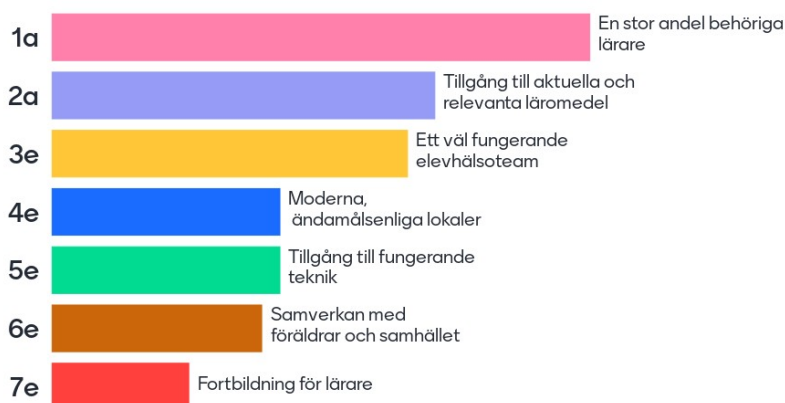 1a
En stor andel behöriga
lärare
2a
Tillgång till aktuella och
relevanta läromedel
3e
Ett väl fungerande
elevhälsoteam
4e
Moderna,
ändamålsenliga lokaler
5e
Tillgång till fungerande
teknik
6e
Samverkan med
föräldrar och samhället
7e
Fortbildning för lärare